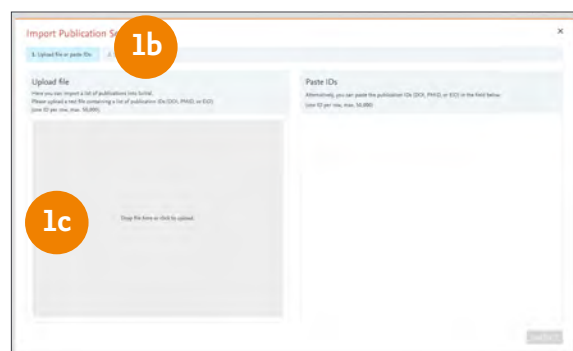 Import Publication S
1b
×
1. Upload file or paste IDs 2.
Upload file
Here you can import a list of publications into SciVal.
Please upload a text file containing a list of publication IDs (DOI, PMID, or EID)
(one ID per row, max. 50,000)
Paste IDs
Alternatively, you can paste the publication IDs (DOI, PMID, or EID) in the field below.
(one ID per row, max. 50,000)
1c
Drag file here or click to upload